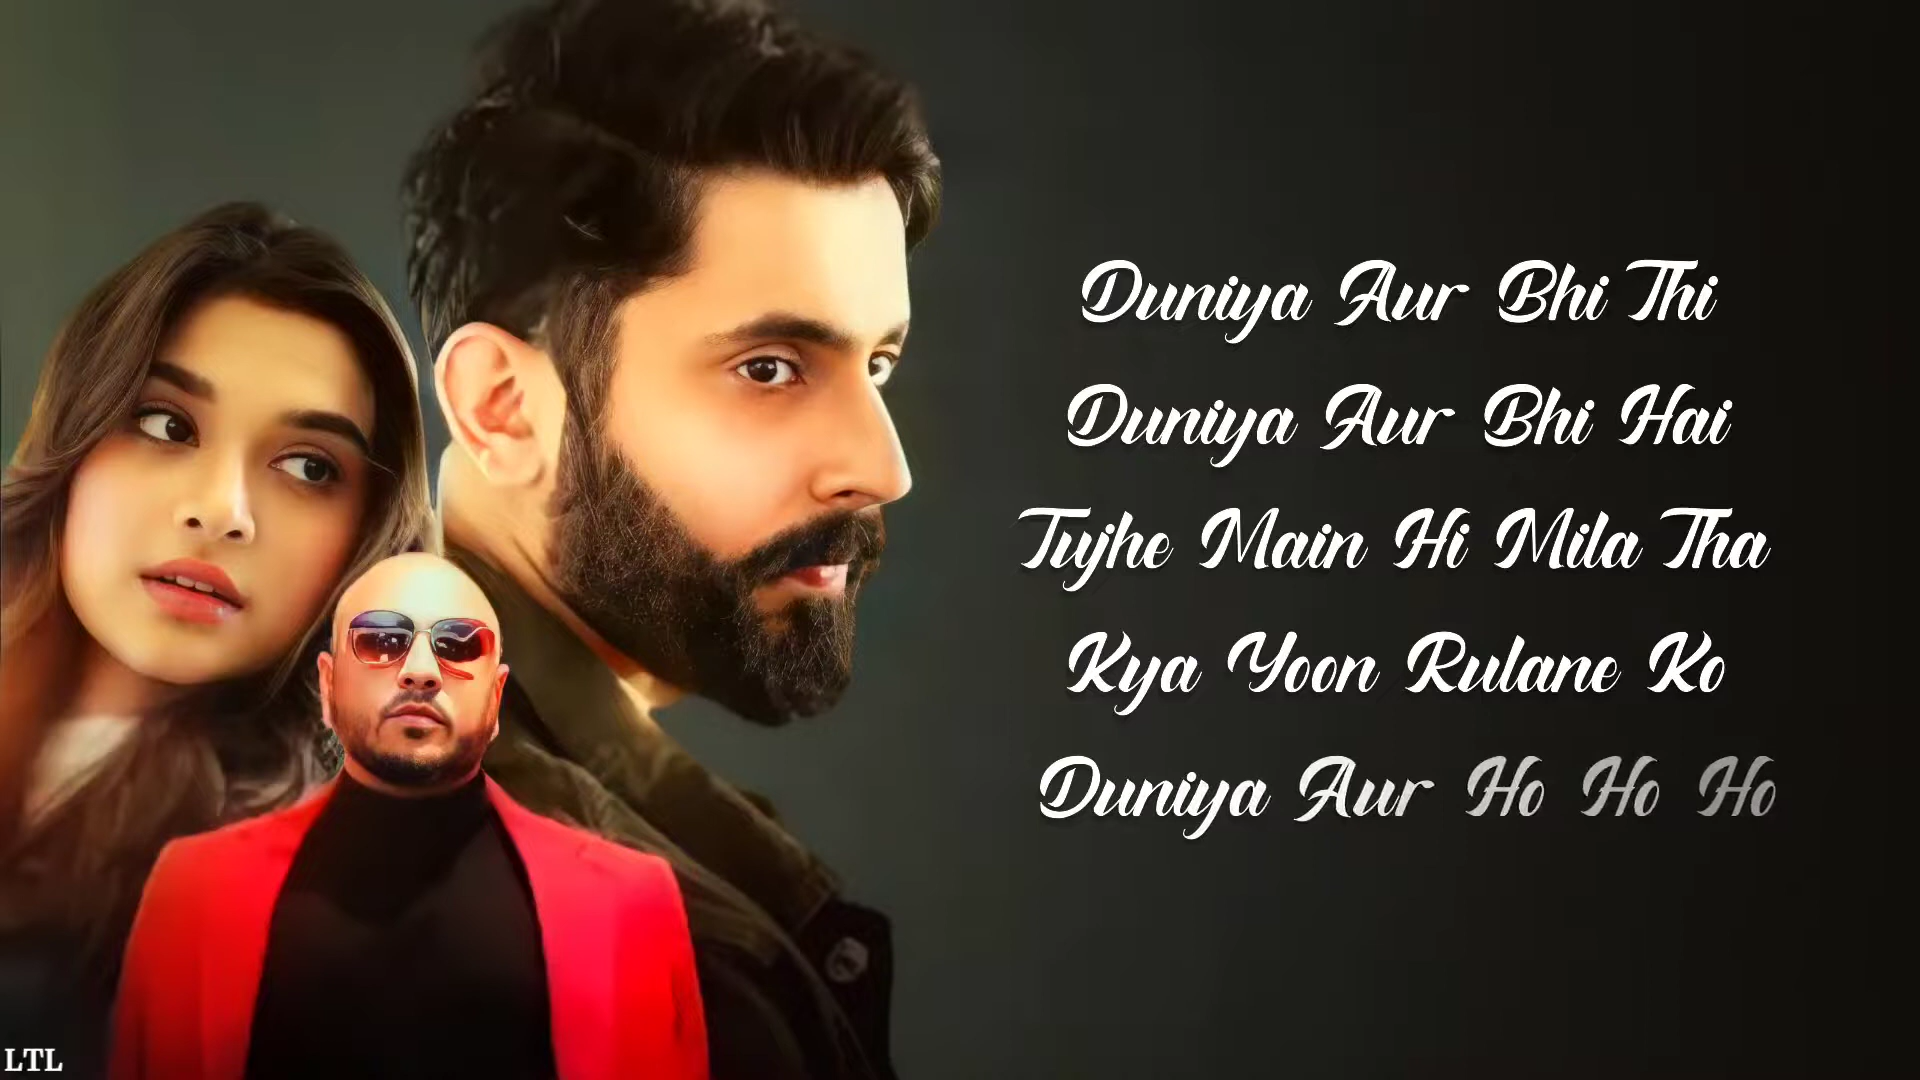 Duniya Aur Bhi Thi
Duniya Aur Bhi Hai
Tujhe Main Hi Mila Tha
Kya Yoon Rulane Ko
Duniya Aur Ho Ho Ho
LTL